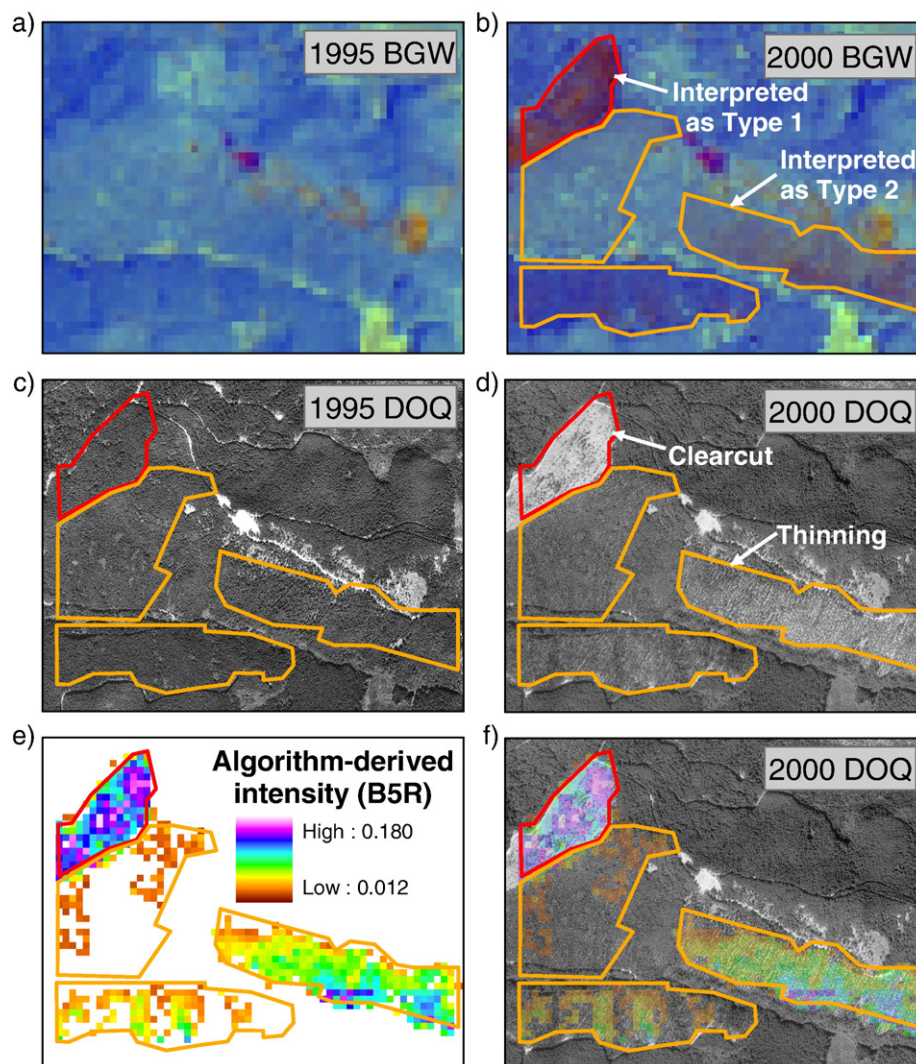 a)
1995 BGW
b)
2000 BGW
Interpreted
as Type 1
Interpreted
as Type 2
c)
1995 DOQ
d)
2000 DOQ
Clearcut
Thinning
e)
Algorithm-derived
intensity (B5R)
High : 0.180
Low : 0.012
f)
2000 DOQ